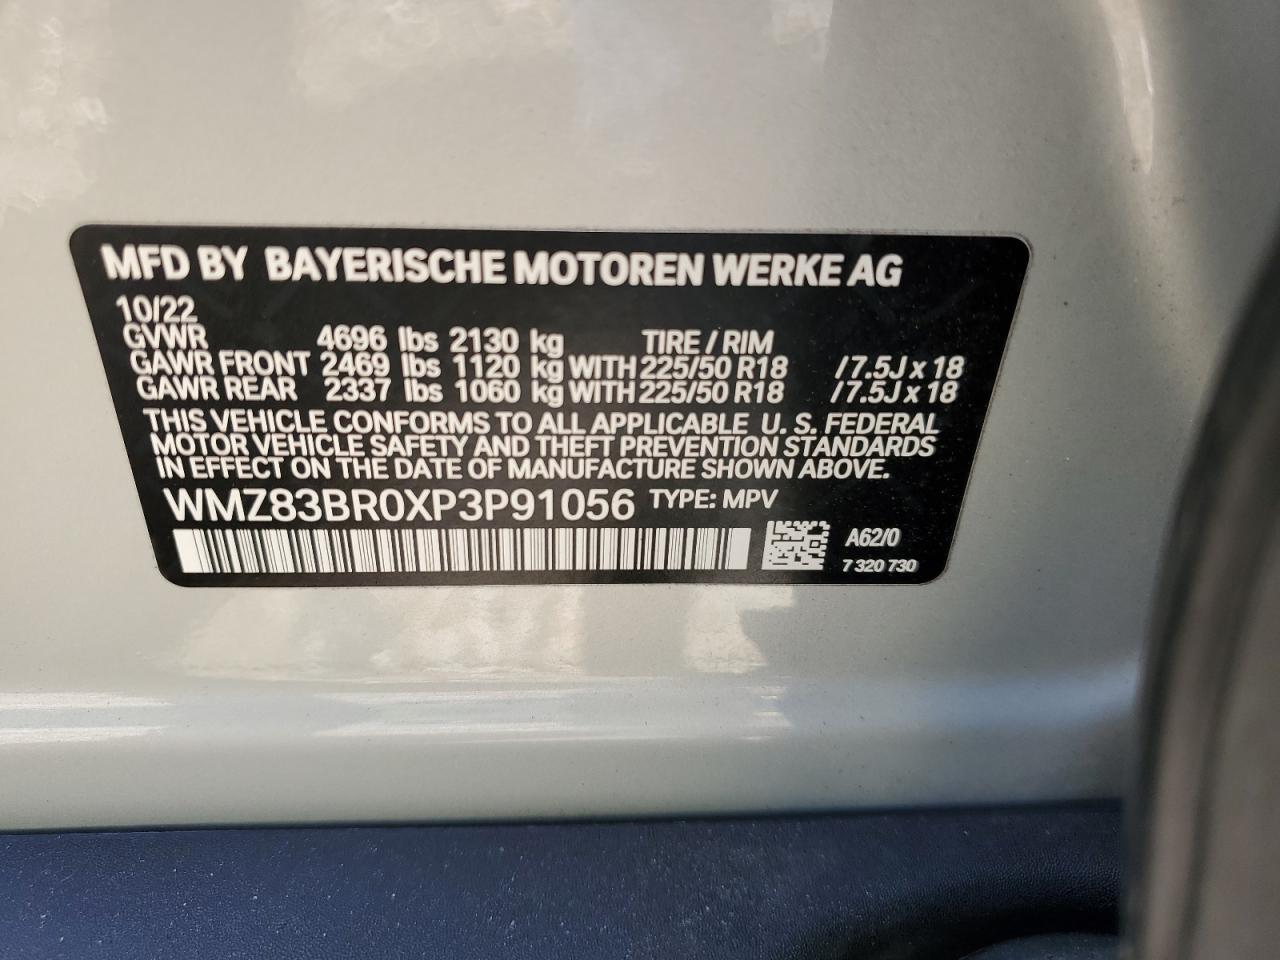 MFD BY BAYERISCHE MOTOREN WERKE AG
10/22
GVWR 4696 lbs 2130 kg TIRE / RIM
GAWR FRONT 2469 lbs 1120 kg WITH 225/50 R18 / 7.5J x 18
GAWR REAR 2337 lbs 1060 kg WITH 225/50 R18 / 7.5J x 18
THIS VEHICLE CONFORMS TO ALL APPLICABLE U. S. FEDERAL
MOTOR VEHICLE SAFETY AND THEFT PREVENTION STANDARDS
IN EFFECT ON THE DATE OF MANUFACTURE SHOWN ABOVE.
WMZ83BR0XP3P91056 TYPE: MPV
A62/0
7 320 730